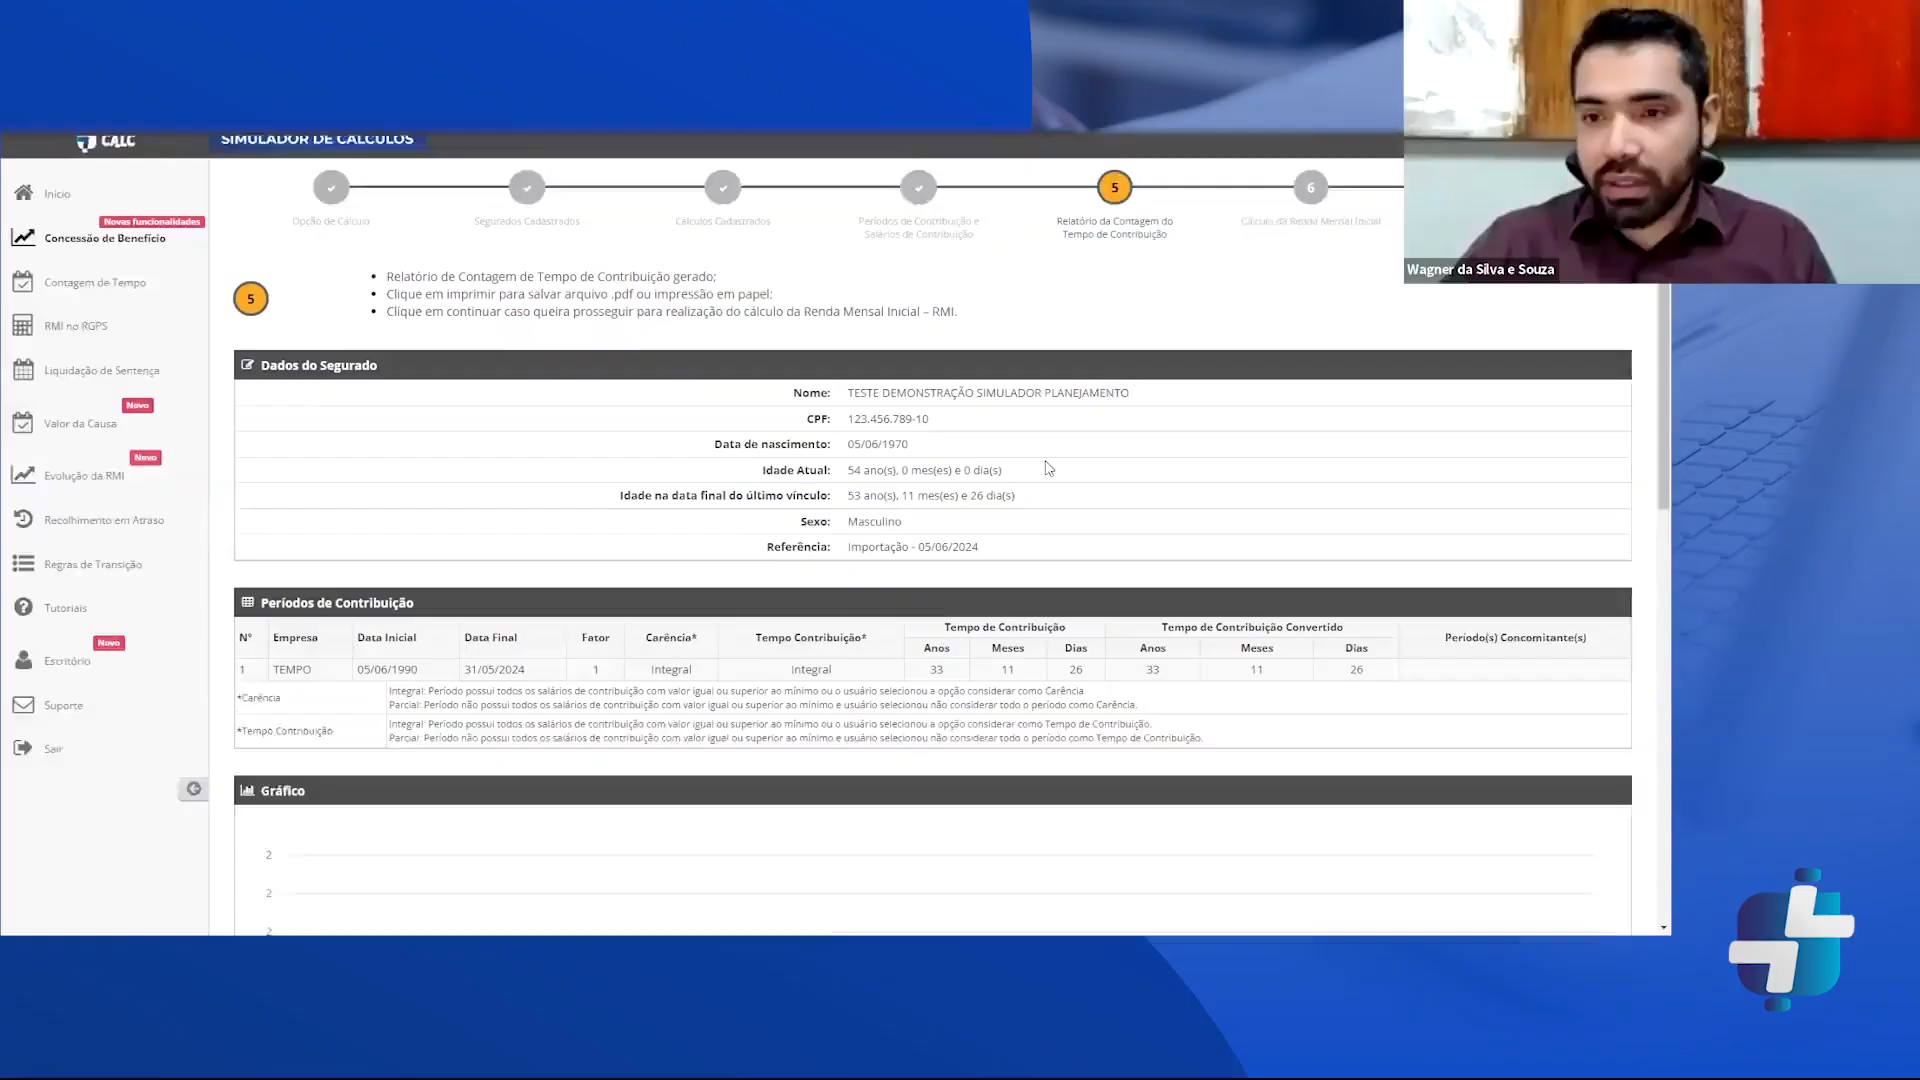 CALC
SIMULADOR DE CÁLCULOS
Início
Novas funcionalidades
Concessão de Benefício
Contagem de Tempo
RMI no RGPS
Liquidação de Sentença
Novo
Valor da Causa
Novo
Evolução da RMI
Recolhimento em Atraso
Regras de Transição
Tutoriais
Novo
Escritório
Suporte
Sair
5
6
Opção de Cálculo
Segurados Cadastrados
Cálculos Cadastrados
Períodos de Contribuição e
Salários de Contribuição
Relatório da Contagem do
Tempo de Contribuição
Cálculo da Renda Mensal Inicial
Wagner da Silva e Souza
5
• Relatório de Contagem de Tempo de Contribuição gerado;
• Clique em imprimir para salvar arquivo .pdf ou impressão em papel;
• Clique em continuar caso queira prosseguir para realização do cálculo da Renda Mensal Inicial – RMI.
Dados do Segurado
Nome: TESTE DEMONSTRAÇÃO SIMULADOR PLANEJAMENTO
CPF: 123.456.789-10
Data de nascimento: 05/06/1970
Idade Atual: 54 ano(s), 0 mes(es) e 0 dia(s)
Idade na data final do último vínculo: 53 ano(s), 11 mes(es) e 26 dia(s)
Sexo: Masculino
Referência: Importação - 05/06/2024
Períodos de Contribuição
N° Empresa Data Inicial Data Final Fator Carência* Tempo Contribuição* Tempo de Contribuição Tempo de Contribuição Convertido Período(s) Concomitante(s)
Anos Meses Dias Anos Meses Dias
1 TEMPO 05/06/1990 31/05/2024 1 Integral Integral 33 11 26 33 11 26
*Carência
Integral: Período possui todos os salários de contribuição com valor igual ou superior ao mínimo ou o usuário selecionou a opção considerar como Carência.
Parcial: Período não possui todos os salários de contribuição com valor igual ou superior ao mínimo e usuário selecionou não considerar todo o período como Carência.
*Tempo Contribuição
Integral: Período possui todos os salários de contribuição com valor igual ou superior ao mínimo ou o usuário selecionou a opção considerar como Tempo de Contribuição.
Parcial: Período não possui todos os salários de contribuição com valor igual ou superior ao mínimo e usuário selecionou não considerar todo o período como Tempo de Contribuição.
Gráfico
2
2
2